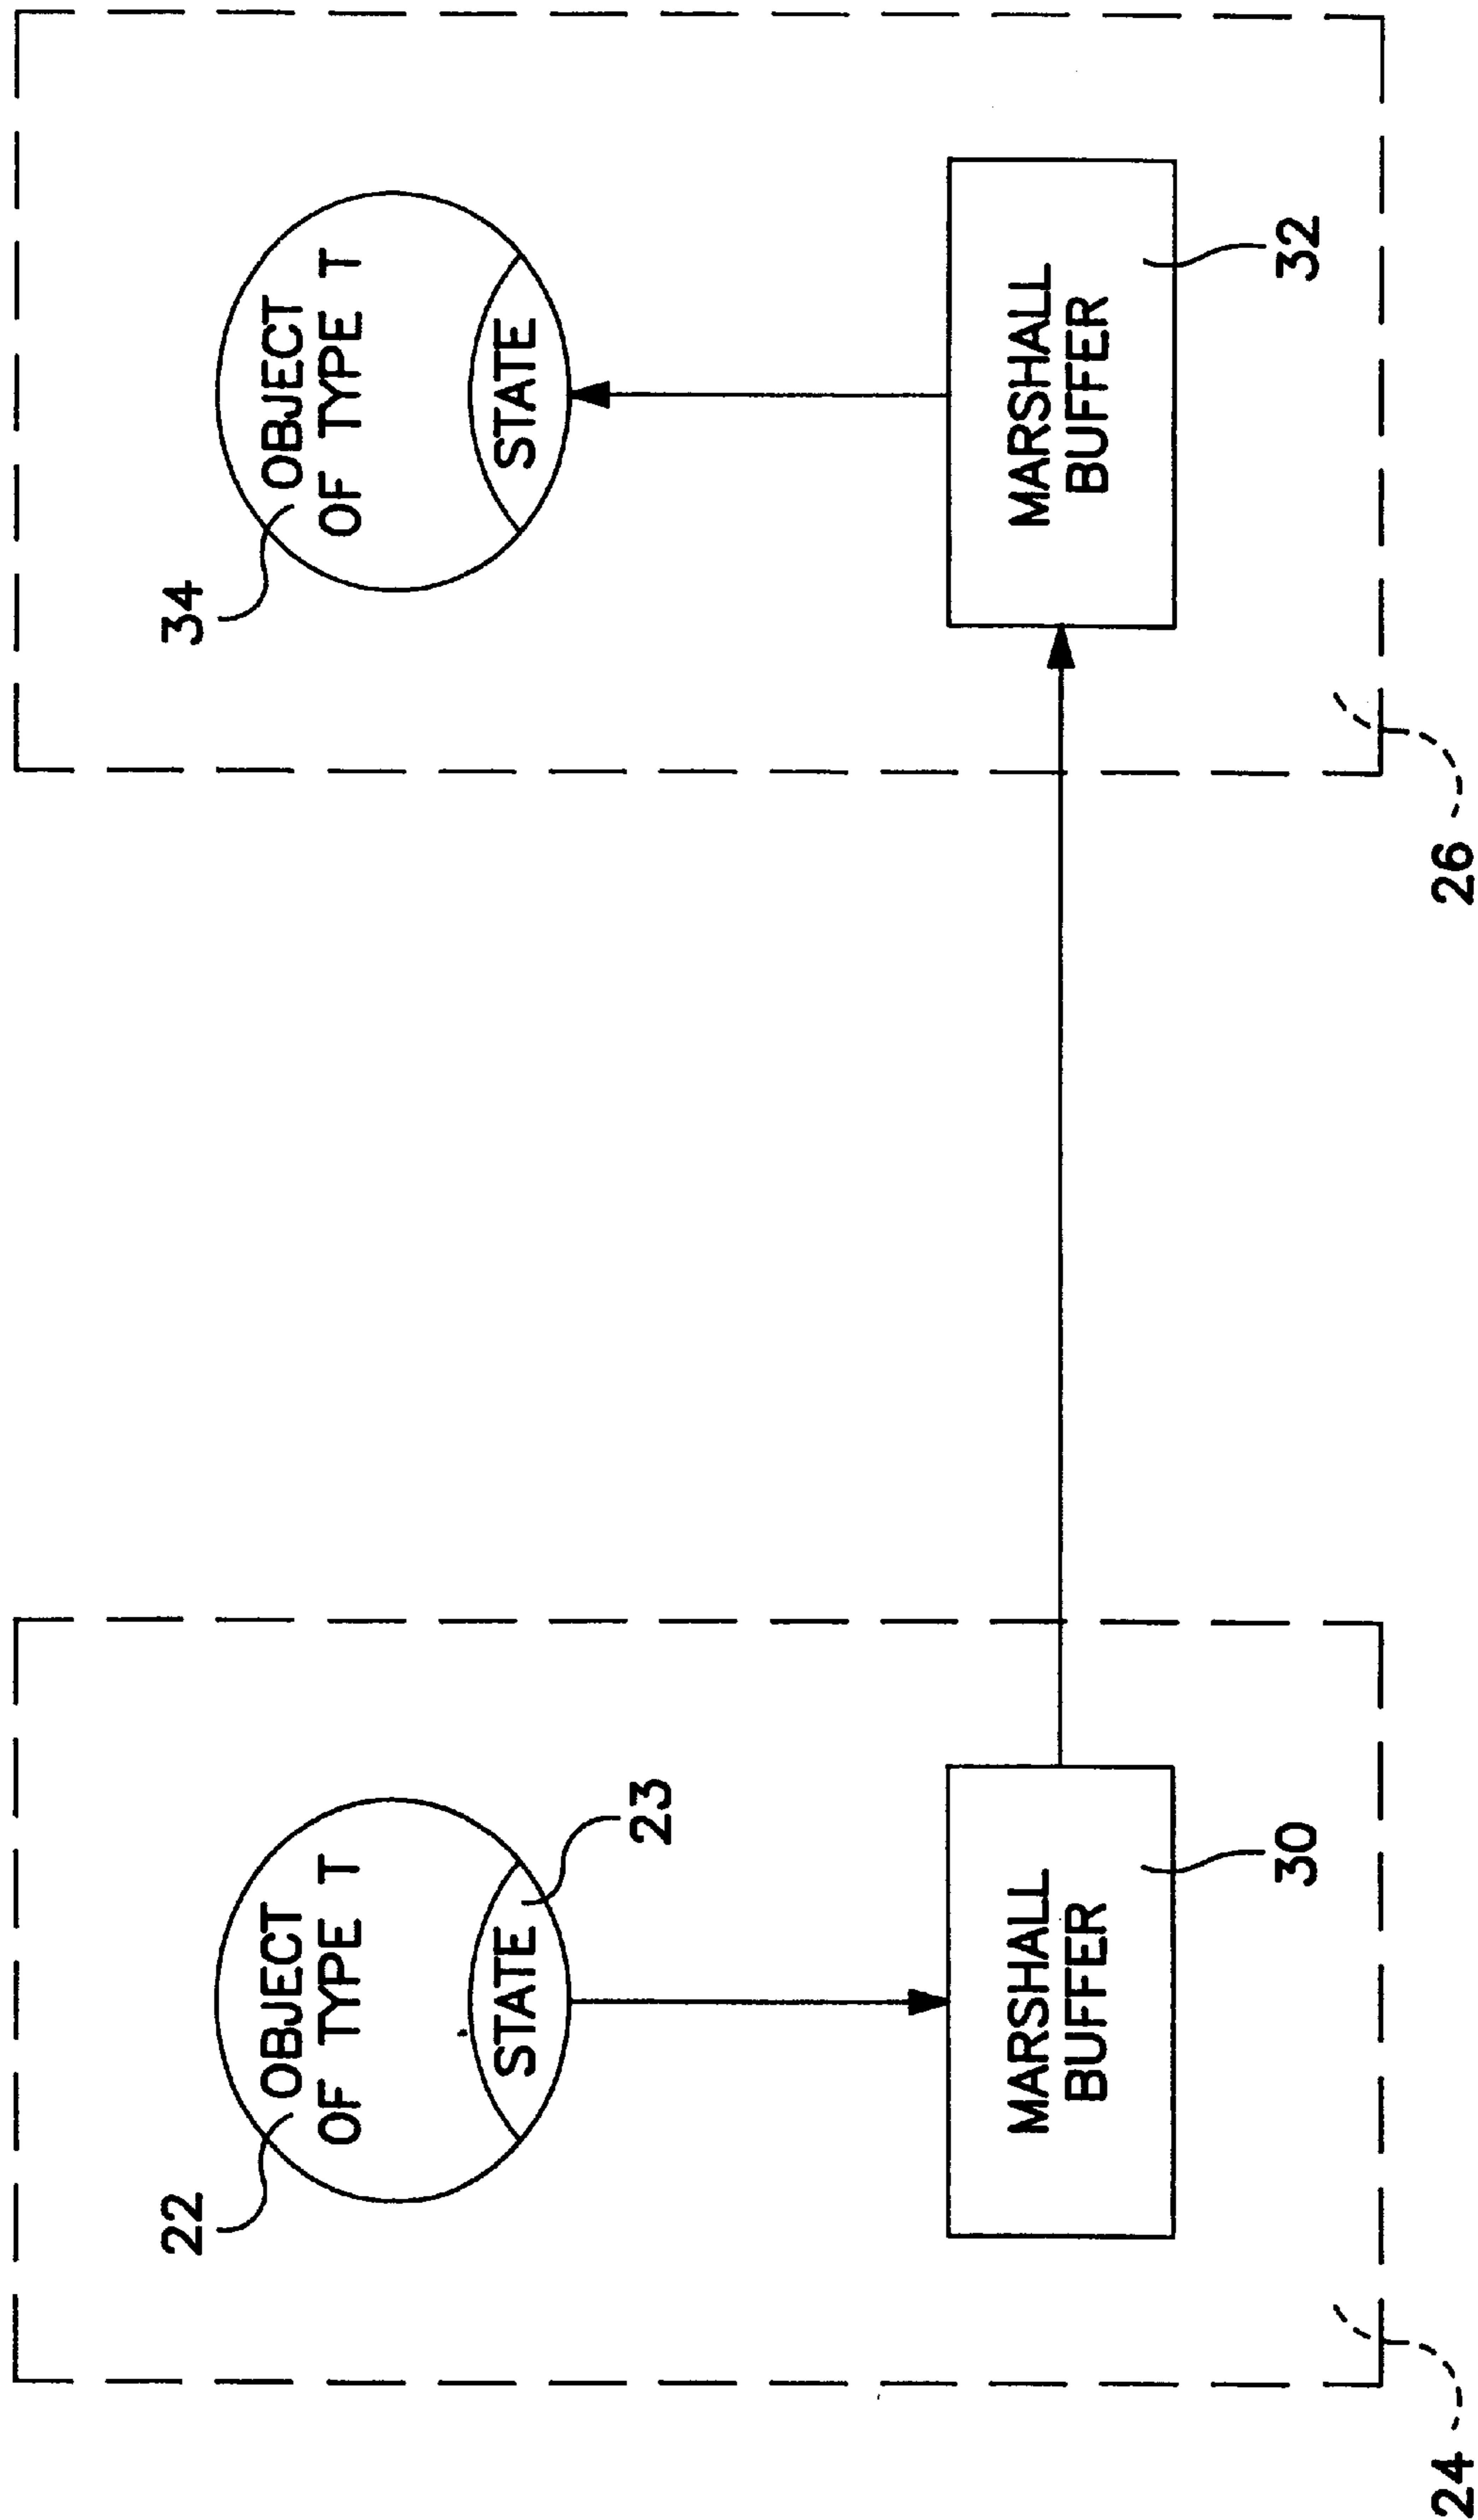 22
OBJECT
OF TYPE T
STATE
23
MARSHALL
BUFFER
30
24
34
OBJECT
OF TYPE T
STATE
MARSHALL
BUFFER
32
26